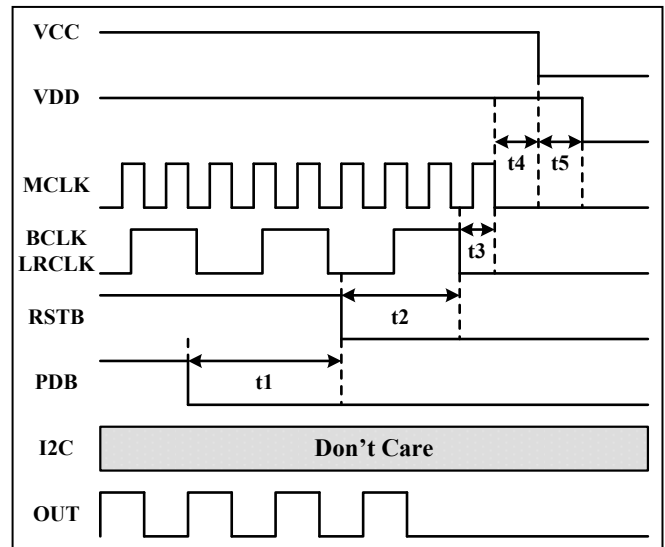 VCC
VDD
t4
t5
MCLK
BCLK
LRCLK
t3
RSTB
t2
PDB
t1
I2C
Don't Care
OUT